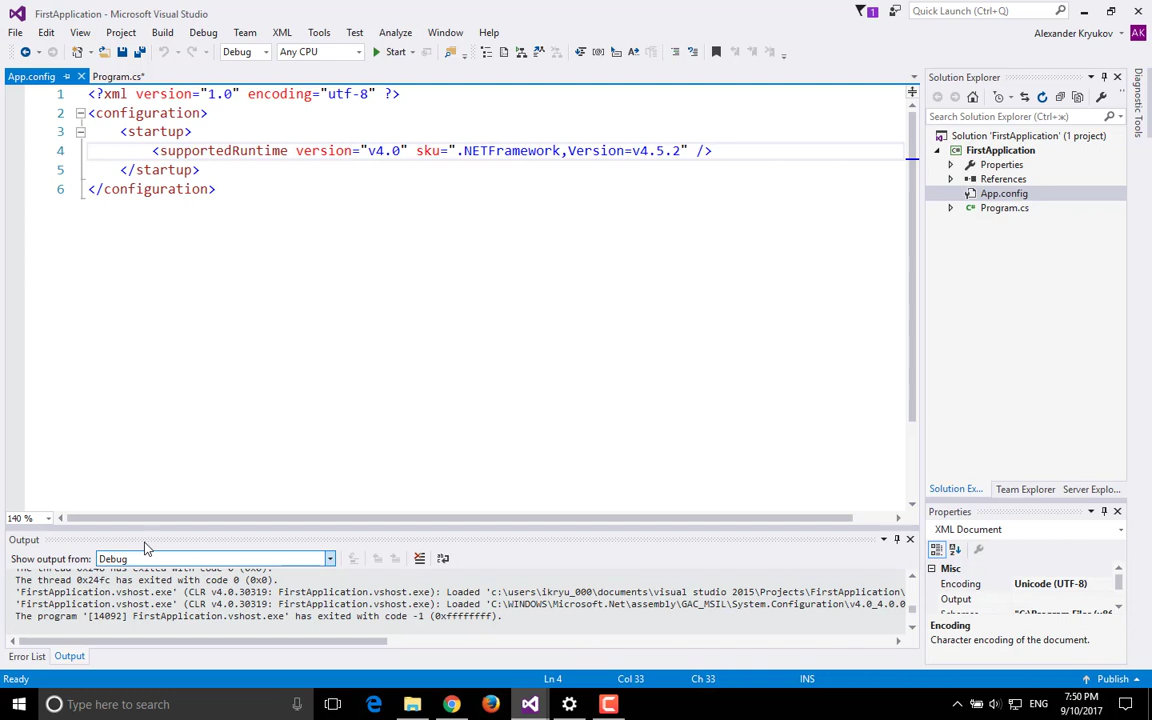 FirstApplication - Microsoft Visual Studio
1
Quick Launch (Ctrl+Q)
File Edit View Project Build Debug Team XML Tools Test Analyze Window Help
Alexander Kryukov
AK
Debug Any CPU Start
App.config Program.cs*
1 <?xml version="1.0" encoding="utf-8" ?>
2 <configuration>
3 <startup>
4 <supportedRuntime version="v4.0" sku=".NETFramework,Version=v4.5.2" />
5 </startup>
6 </configuration>
140 %
Output
Show output from: Debug
The thread 0x24fc has exited with code 0 (0x0).
'FirstApplication.vshost.exe' (CLR v4.0.30319: FirstApplication.vshost.exe): Loaded 'c:\users\ikryu_000\documents\visual studio 2015\Projects\FirstApplication\
'FirstApplication.vshost.exe' (CLR v4.0.30319: FirstApplication.vshost.exe): Loaded 'C:\WINDOWS\Microsoft.Net\assembly\GAC_MSIL\System.Configuration\v4.0_4.0.0
The program '[14092] FirstApplication.vshost.exe' has exited with code -1 (0xffffffff).
Error List Output
Solution Explorer
Search Solution Explorer (Ctrl+ж)
Solution 'FirstApplication' (1 project)
FirstApplication
Properties
References
App.config
Program.cs
Solution Ex... Team Explorer Server Explo...
Properties
XML Document
Misc
Encoding Unicode (UTF-8)
Output
Encoding
Character encoding of the document.
Diagnostic Tools
Ready Ln 4 Col 33 Ch 33 INS Publish
Type here to search
ENG
7:50 PM
9/10/2017